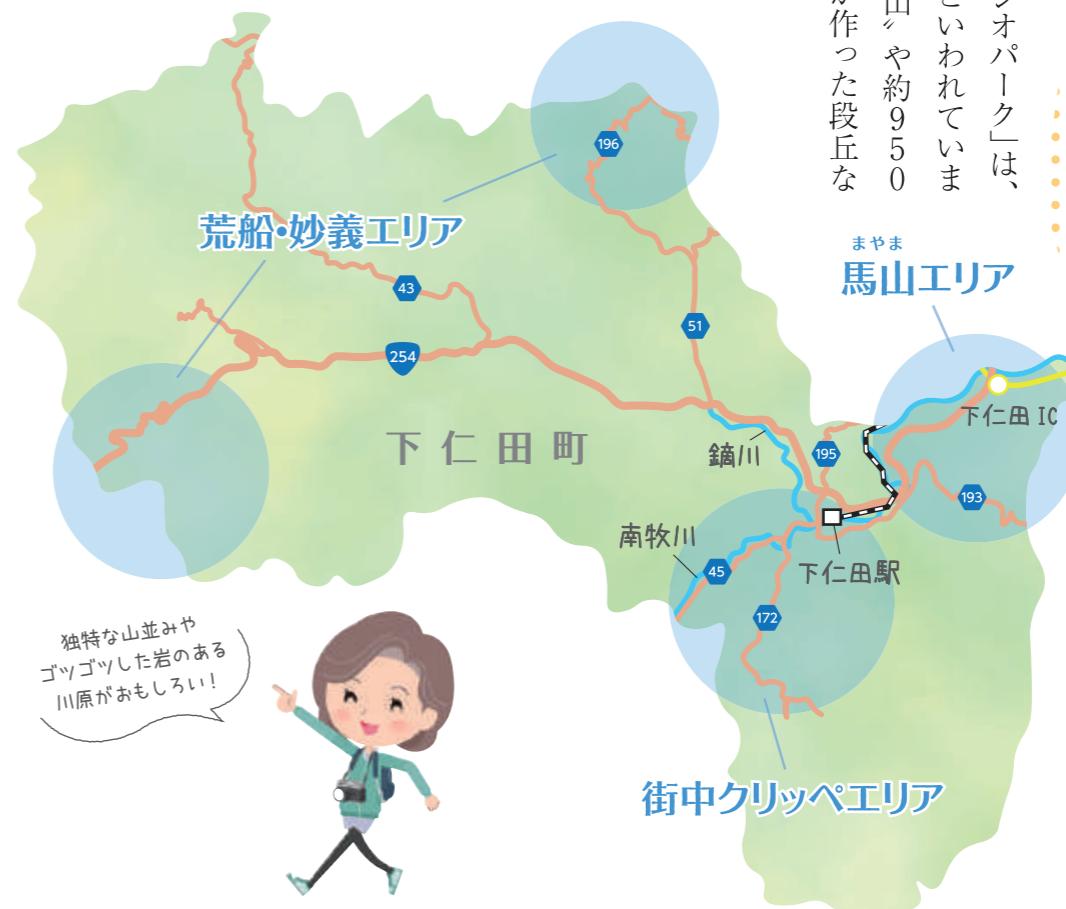 ジオパーク」は、
といわれていま
山〟や約９５０
が作った段丘な
196
荒船・妙義エリア
まやま
馬山エリア
43
51
254
下仁田IC
下仁田町
鏑川
195
193
南牧川
45
下仁田駅
172
独特な山並みや
ゴツゴツした岩のある
川原がおもしろい！
街中クリッペエリア